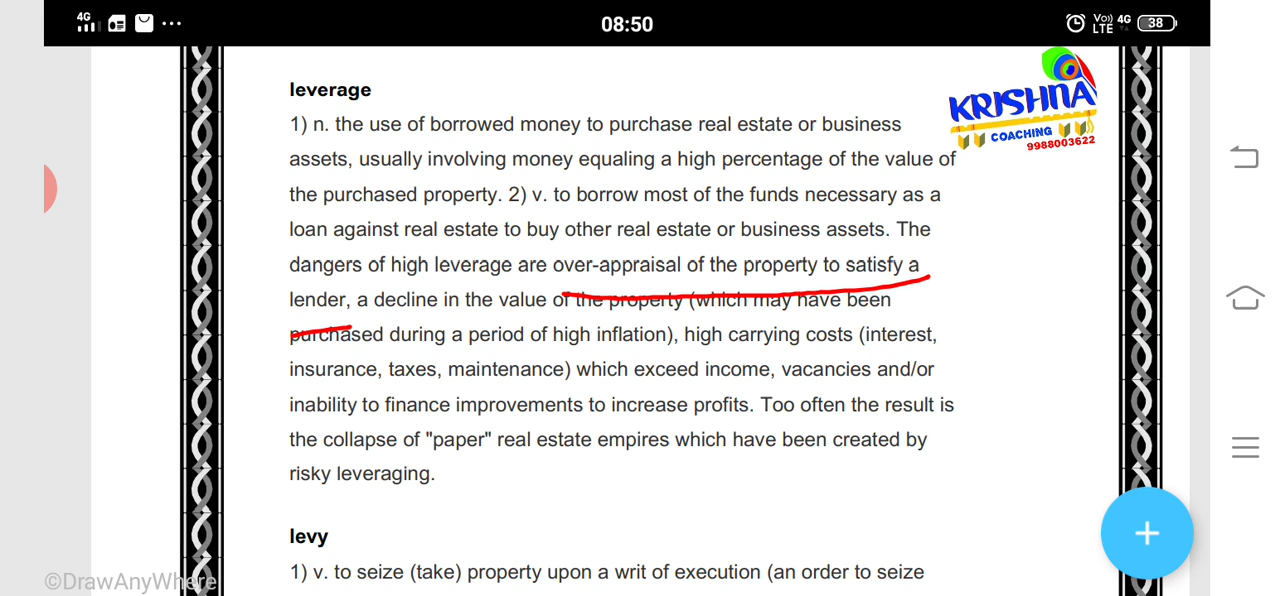 4G
08:50
Vo)) 4G
LTE
38
KRISHNA
COACHING
9988003622
leverage
1) n. the use of borrowed money to purchase real estate or business
assets, usually involving money equaling a high percentage of the value of
the purchased property. 2) v. to borrow most of the funds necessary as a
loan against real estate to buy other real estate or business assets. The
dangers of high leverage are over-appraisal of the property to satisfy a
lender, a decline in the value of the property (which may have been
purchased during a period of high inflation), high carrying costs (interest,
insurance, taxes, maintenance) which exceed income, vacancies and/or
inability to finance improvements to increase profits. Too often the result is
the collapse of "paper" real estate empires which have been created by
risky leveraging.
levy
1) v. to seize (take) property upon a writ of execution (an order to seize
©DrawAnyWhere